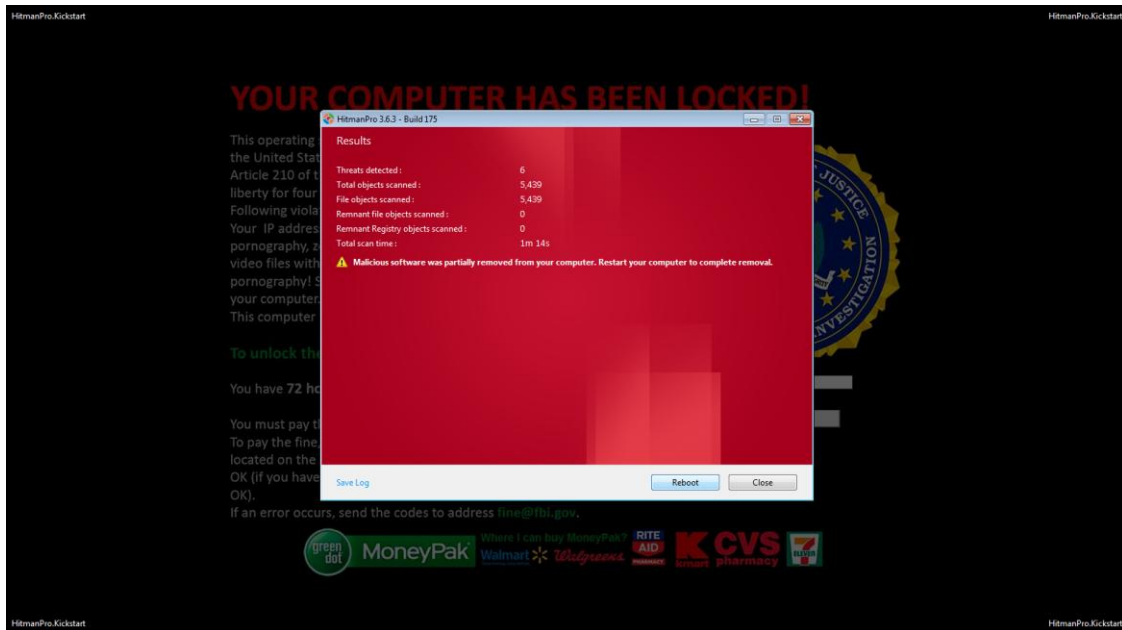 HitmanPro.Kickstart
HitmanPro.Kickstart
YOUR COMPUTER HAS BEEN LOCKED!
HitmanPro 3.6.3 - Build 175
Results
Threats detected : 6
Total objects scanned : 5,439
File objects scanned : 5,439
Remnant file objects scanned : 0
Remnant Registry objects scanned : 0
Total scan time : 1m 14s
Malicious software was partially removed from your computer. Restart your computer to complete removal.
Save Log
Reboot
Close
This operating
the United Stat
Article 210 of t
liberty for four
Following viola
Your IP addres
pornography, z
video files with
pornography! S
your computer.
This computer
JUSTICE
INVESTIGATION
To unlock the
You have 72 ho
You must pay t
To pay the fine,
located on the
OK (if you have
OK).
If an error occurs, send the codes to address fine@fbi.gov.
green dot MoneyPak
Where I can buy MoneyPak?
Walmart
Walgreens
RITE AID PHARMACY
K kmart
CVS pharmacy
7 ELEVEN
HitmanPro.Kickstart
HitmanPro.Kickstart